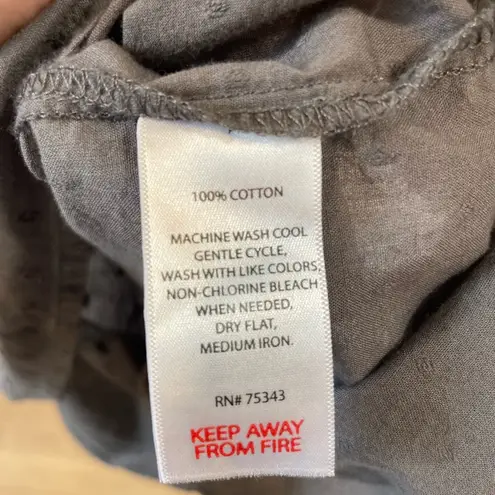 100% COTTON
MACHINE WASH COOL
GENTLE CYCLE,
WASH WITH LIKE COLORS,
NON-CHLORINE BLEACH
WHEN NEEDED,
DRY FLAT,
MEDIUM IRON.
RN# 75343
KEEP AWAY
FROM FIRE